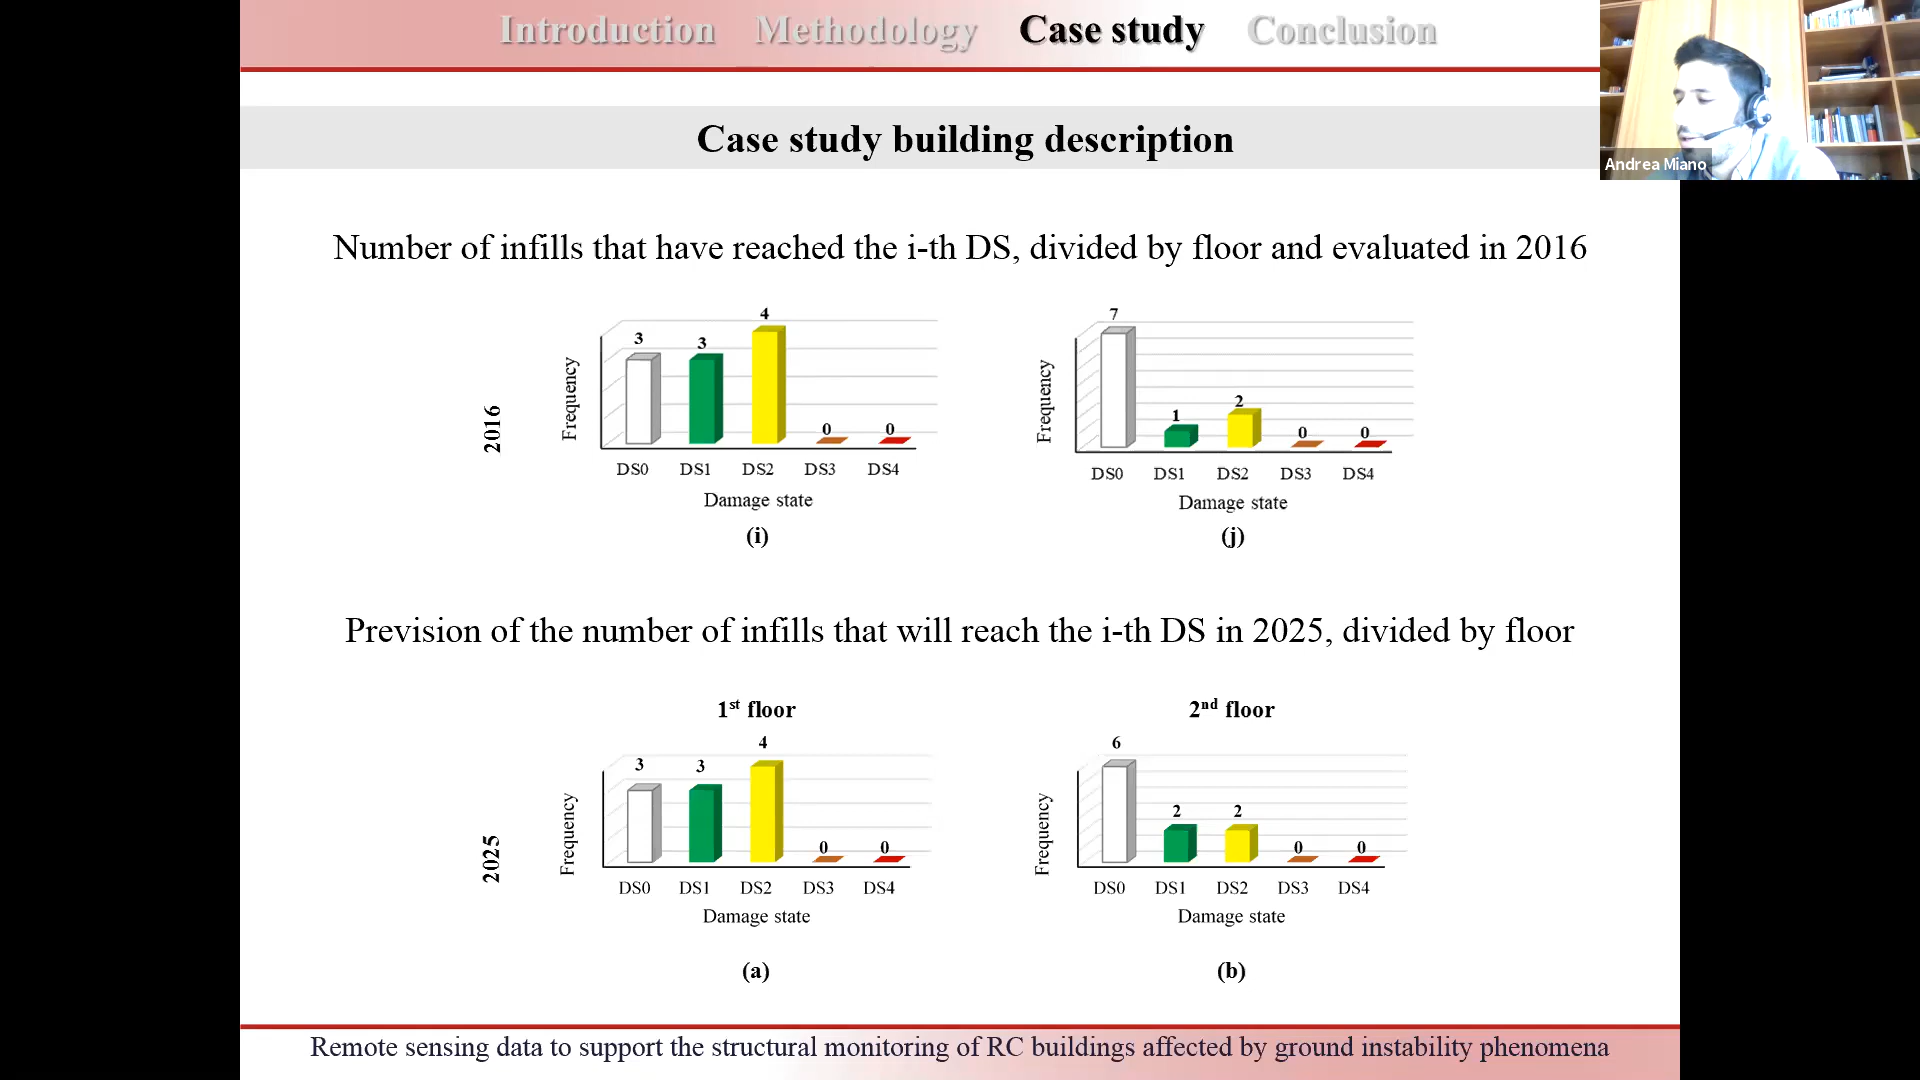 Introduction Methodology Case study Conclusion
Andrea Miano
Case study building description
Number of infills that have reached the i-th DS, divided by floor and evaluated in 2016
2016
Frequency
3 3 4 0 0
DS0 DS1 DS2 DS3 DS4
Damage state
(i)
Frequency
7 1 2 0 0
DS0 DS1 DS2 DS3 DS4
Damage state
(j)
Prevision of the number of infills that will reach the i-th DS in 2025, divided by floor
2025
1st floor
Frequency
3 3 4 0 0
DS0 DS1 DS2 DS3 DS4
Damage state
(a)
2nd floor
Frequency
6 2 2 0 0
DS0 DS1 DS2 DS3 DS4
Damage state
(b)
Remote sensing data to support the structural monitoring of RC buildings affected by ground instability phenomena